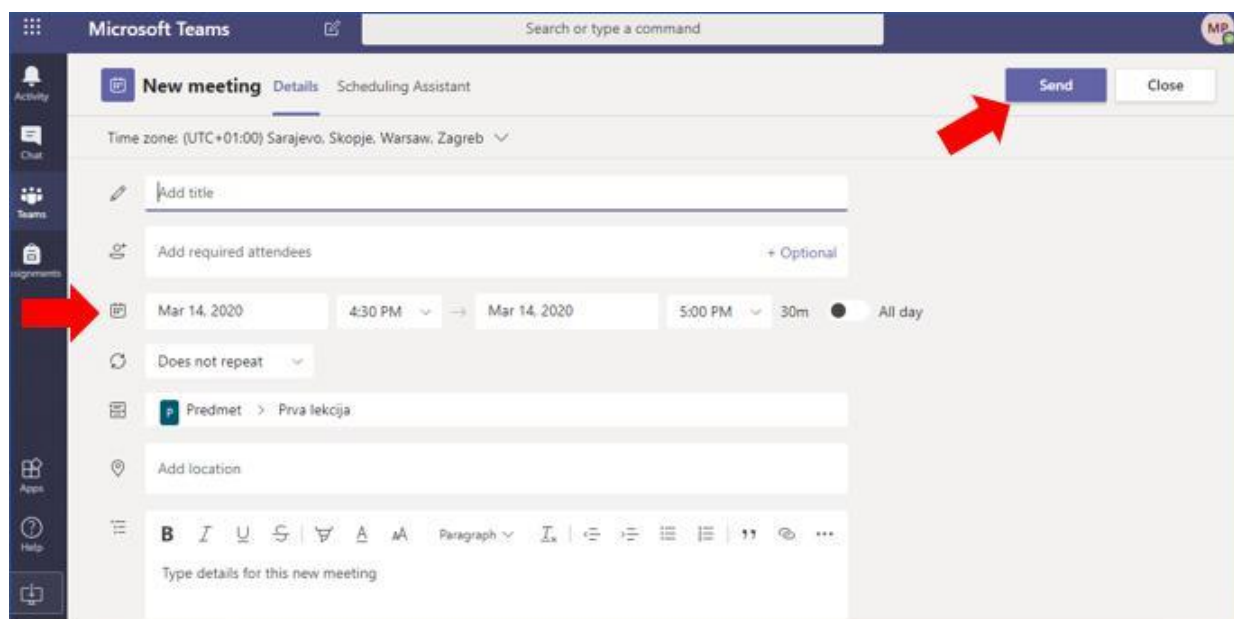 Microsoft Teams Search or type a command MP
Activity
Chat
Teams
ssignments
Apps
Help
New meeting Details Scheduling Assistant Send Close
Time zone: (UTC+01:00) Sarajevo, Skopje, Warsaw, Zagreb
Add title
Add required attendees + Optional
Mar 14, 2020 4:30 PM → Mar 14, 2020 5:00 PM 30m All day
Does not repeat
P Predmet > Prva lekcija
Add location
B I U S A AA Paragraph Ix
Type details for this new meeting